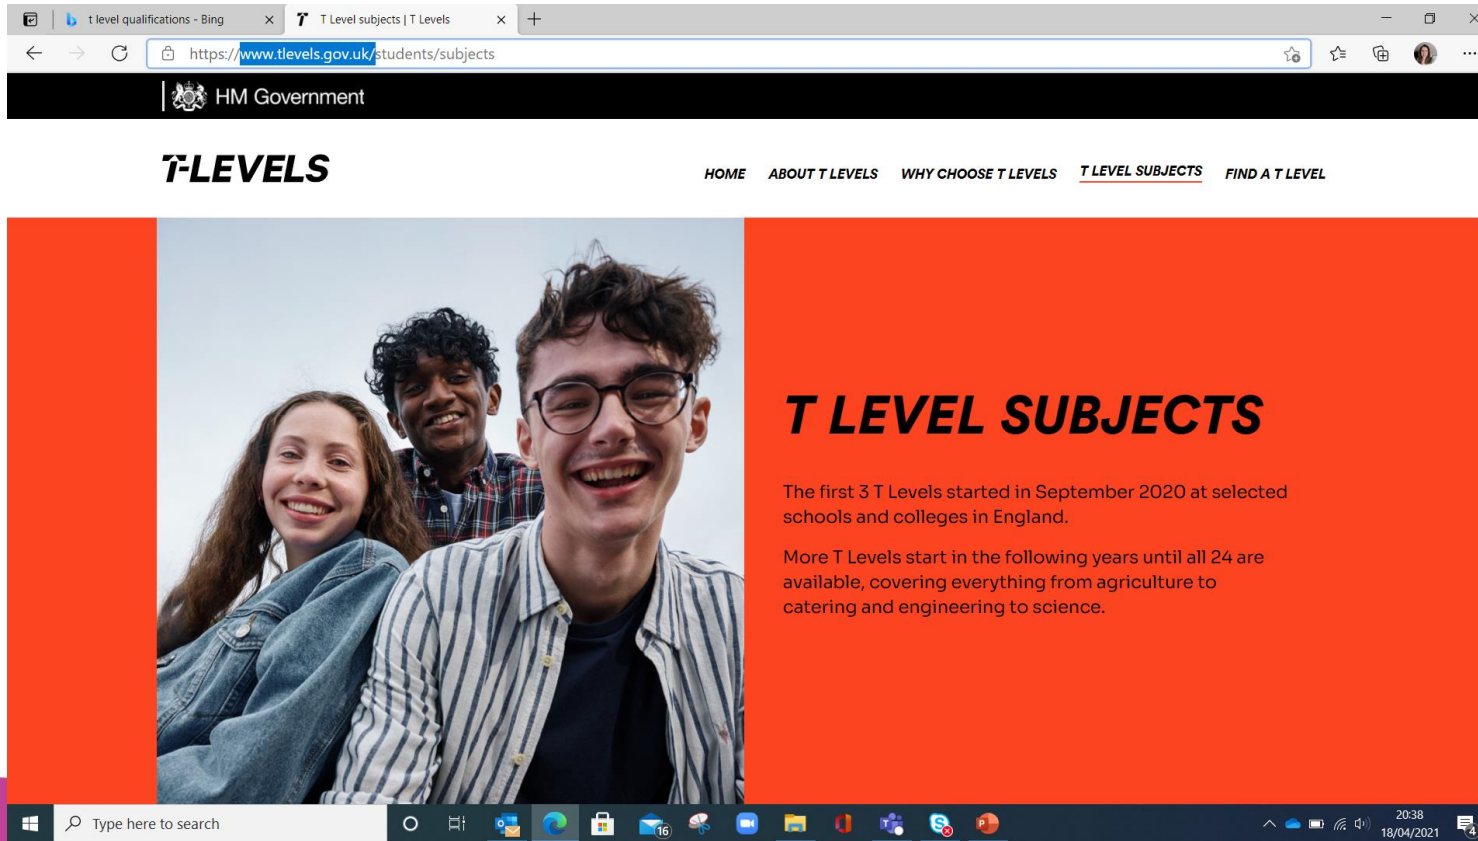 t level qualifications - Bing
T Level subjects | T Levels
https://www.tlevels.gov.uk/students/subjects
HM Government
T-LEVELS
HOME ABOUT T LEVELS WHY CHOOSE T LEVELS T LEVEL SUBJECTS FIND A T LEVEL
T LEVEL SUBJECTS
The first 3 T Levels started in September 2020 at selected
schools and colleges in England.
More T Levels start in the following years until all 24 are
available, covering everything from agriculture to
catering and engineering to science.
Type here to search
16
20:38
18/04/2021
4